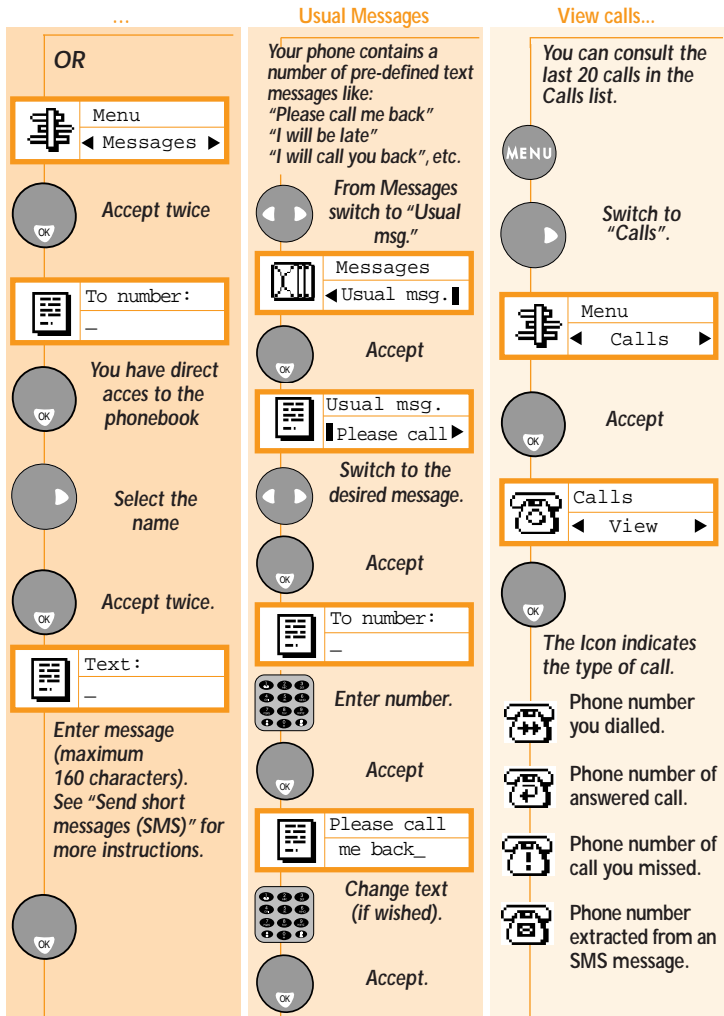 …
OR
Menu
◀ Messages ▶
Accept twice
OK
To number:
_
You have direct
acces to the
phonebook
OK
Select the
name
Accept twice.
OK
Text:
_
Enter message
(maximum
160 characters).
See “Send short
messages (SMS)” for
more instructions.
OK
Usual Messages
Your phone contains a
number of pre-defined text
messages like:
“Please call me back”
“I will be late”
“I will call you back”, etc.
From Messages
switch to “Usual
msg.”
Messages
◀Usual msg.
Accept
OK
Usual msg.
Please call▶
Switch to the
desired message.
Accept
OK
To number:
_
Enter number.
Accept
OK
Please call
me back_
Change text
(if wished).
Accept.
OK
View calls...
You can consult the
last 20 calls in the
Calls list.
MENU
Switch to
“Calls”.
Menu
◀ Calls ▶
Accept
OK
Calls
◀ View ▶
OK
The Icon indicates
the type of call.
Phone number
you dialled.
Phone number of
answered call.
Phone number of
call you missed.
Phone number
extracted from an
SMS message.